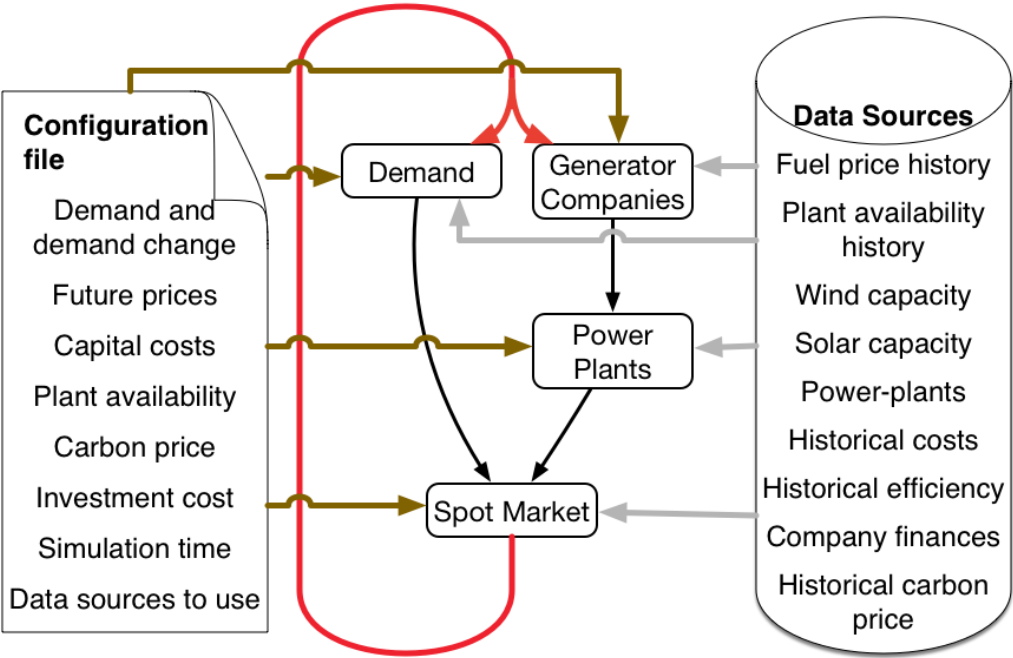 Configuration
file
Demand and
demand change
Future prices
Capital costs
Plant availability
Carbon price
Investment cost
Simulation time
Data sources to use
Demand
Generator
Companies
Power
Plants
Spot Market
Data Sources
Fuel price history
Plant availability
history
Wind capacity
Solar capacity
Power-plants
Historical costs
Historical efficiency
Company finances
Historical carbon
price